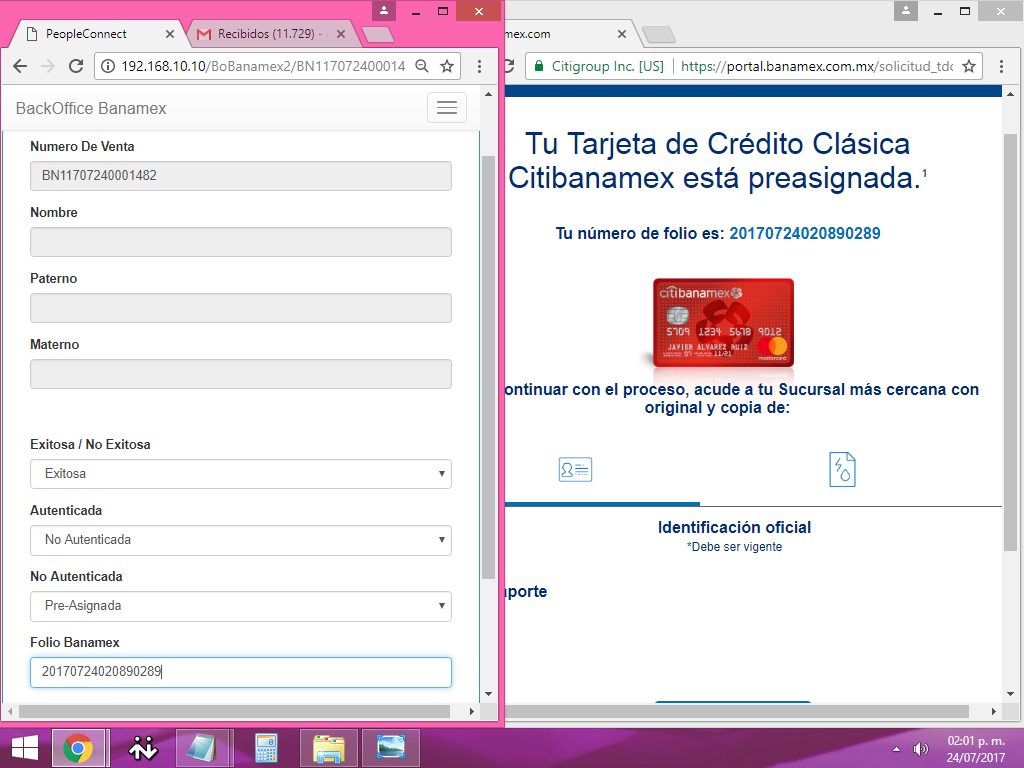 PeopleConnect
Recibidos (11.729) -
192.168.10.10/BoBanamex2/BN117072400014
BackOffice Banamex
Numero De Venta
BN11707240001482
Nombre
Paterno
Materno
Exitosa / No Exitosa
Exitosa
Autenticada
No Autenticada
No Autenticada
Pre-Asignada
Folio Banamex
20170724020890289
mex.com
Citigroup Inc. [US]
https://portal.banamex.com.mx/solicitud_tdc
Tu Tarjeta de Crédito Clásica
Citibanamex está preasignada.¹
Tu número de folio es: 20170724020890289
citibanamex
5709 1234 5678 9012
JAVIER ALVAREZ RUIZ
07 11/21
mastercard
ontinuar con el proceso, acude a tu Sucursal más cercana con
original y copia de:
Identificación oficial
*Debe ser vigente
aporte
02:01 p. m.
24/07/2017